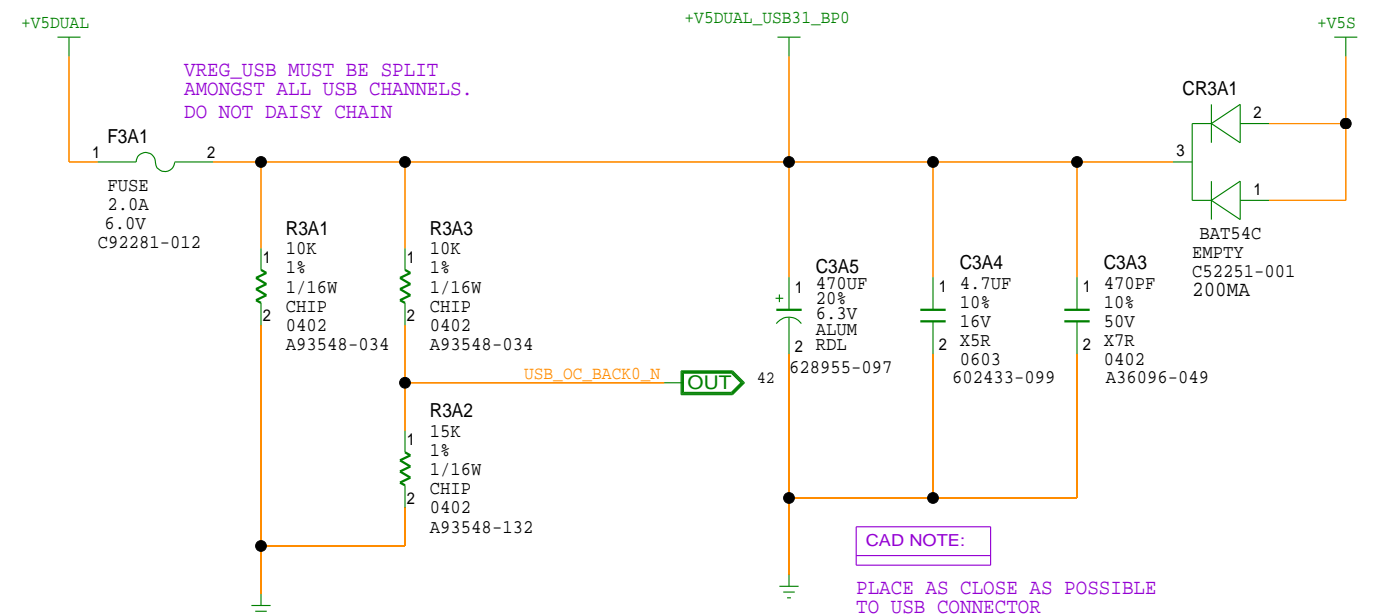 +V5DUAL
+V5DUAL_USB31_BP0
+V5S
VREG_USB MUST BE SPLIT
AMONGST ALL USB CHANNELS.
DO NOT DAISY CHAIN
F3A1
1
2
FUSE
2.0A
6.0V
C92281-012
R3A1
10K
1%
1/16W
CHIP
0402
A93548-034
1
2
R3A3
10K
1%
1/16W
CHIP
0402
A93548-034
1
2
USB_OC_BACK0_N
OUT
42
R3A2
15K
1%
1/16W
CHIP
0402
A93548-132
1
2
C3A5
470UF
20%
6.3V
ALUM
RDL
628955-097
+
1
2
C3A4
4.7UF
10%
16V
X5R
0603
602433-099
1
2
C3A3
470PF
10%
50V
X7R
0402
A36096-049
1
2
CR3A1
2
3
1
BAT54C
EMPTY
C52251-001
200MA
CAD NOTE:
PLACE AS CLOSE AS POSSIBLE
TO USB CONNECTOR